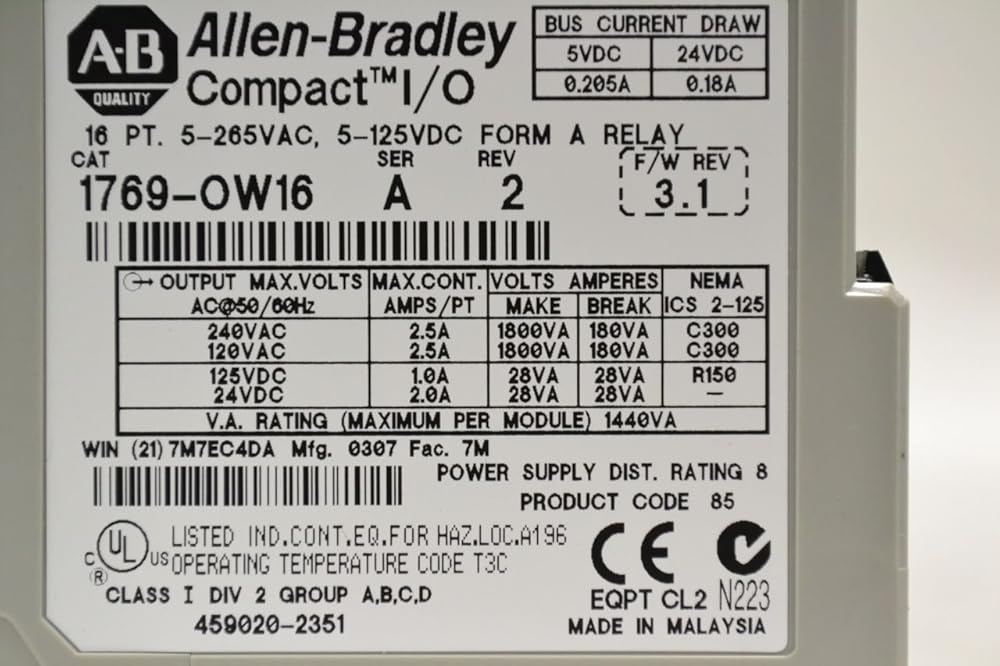 A-B
QUALITY
Allen-Bradley
Compact™ I/O
BUS CURRENT DRAW
5VDC 24VDC
0.205A 0.18A
16 PT. 5-265VAC, 5-125VDC FORM A RELAY
CAT SER REV F/W REV
1769-OW16 A 2 3.1
OUTPUT MAX.VOLTS MAX.CONT. VOLTS AMPERES NEMA
AC@50/60Hz AMPS/PT MAKE BREAK ICS 2-125
240VAC 2.5A 1800VA 180VA C300
120VAC 2.5A 1800VA 180VA C300
125VDC 1.0A 28VA 28VA R150
24VDC 2.0A 28VA 28VA —
V.A. RATING (MAXIMUM PER MODULE) 1440VA
WIN (21) 7M7EC4DA Mfg. 0307 Fac. 7M
POWER SUPPLY DIST. RATING 8
PRODUCT CODE 85
C UL US ®
LISTED IND.CONT.EQ.FOR HAZ.LOC.A196
OPERATING TEMPERATURE CODE T3C
CLASS I DIV 2 GROUP A,B,C,D
459020-2351
CE
EQPT CL2 N223
MADE IN MALAYSIA